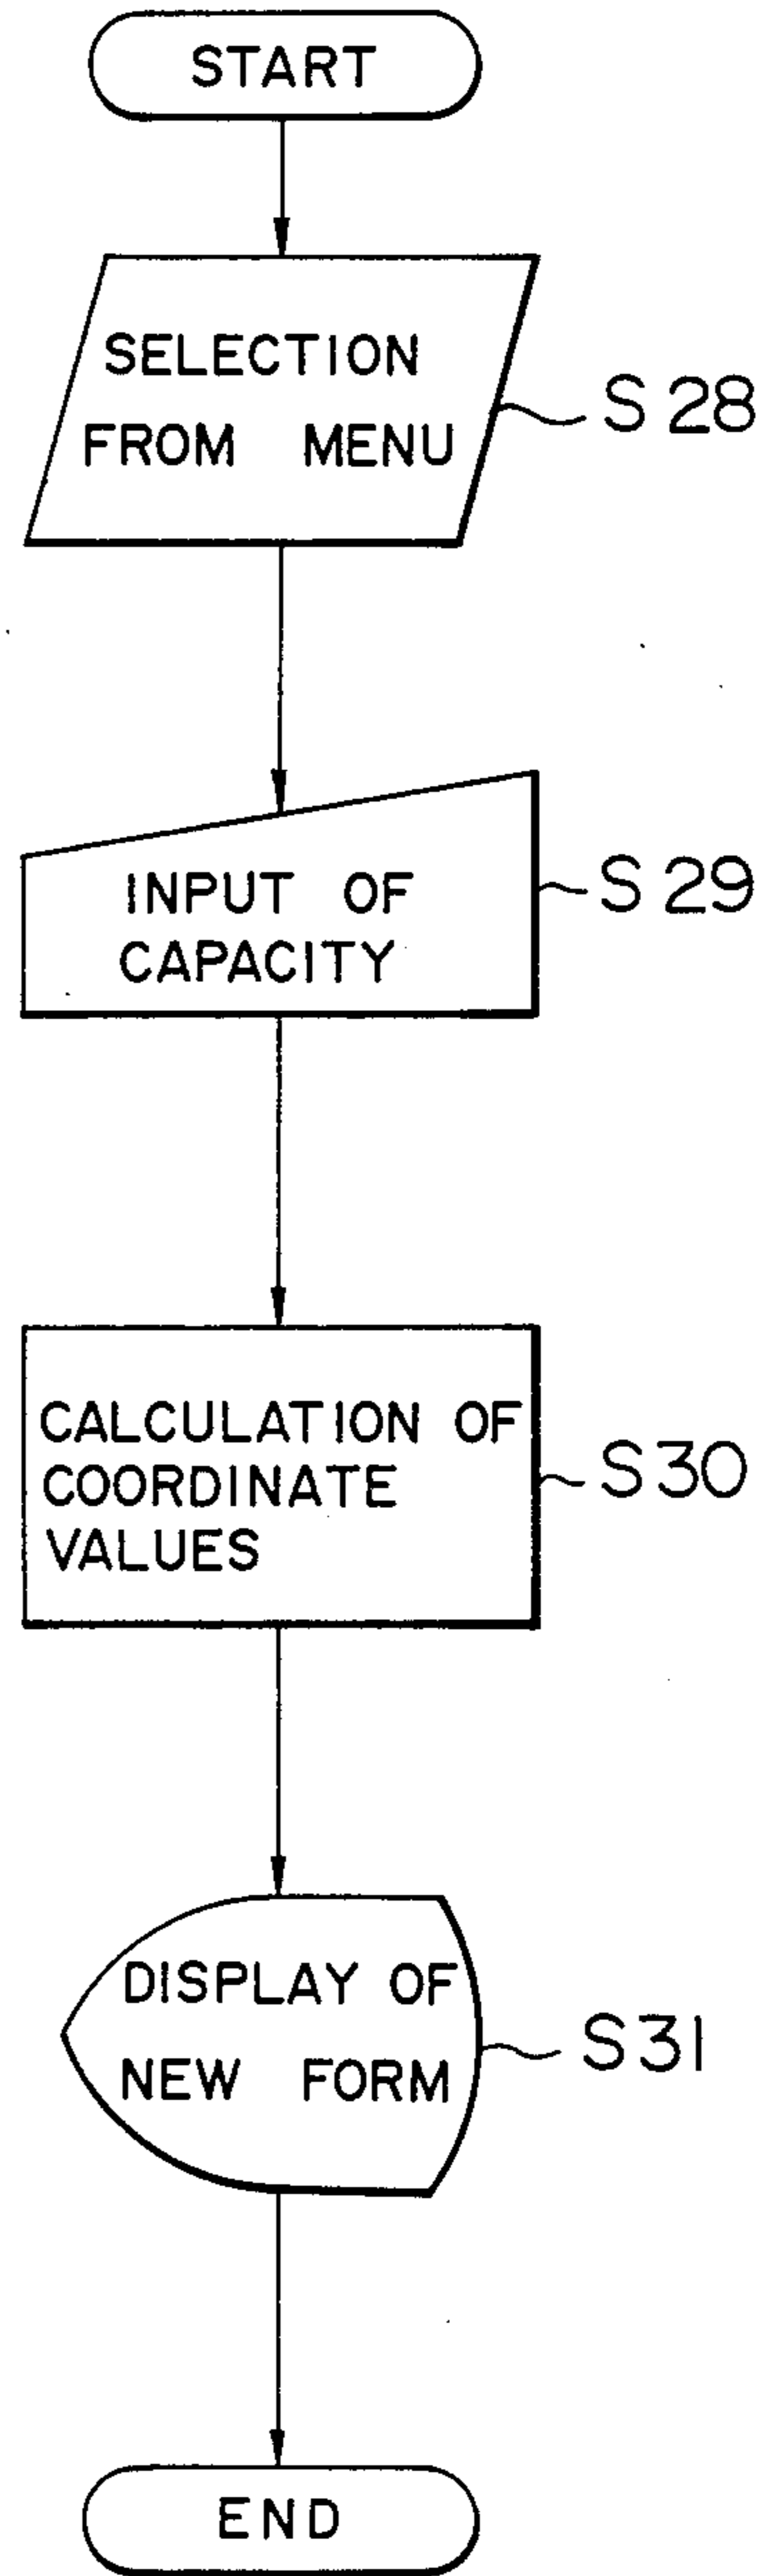 START
SELECTION
FROM MENU
S28
INPUT OF
CAPACITY
S29
CALCULATION OF
COORDINATE
VALUES
S30
DISPLAY OF
NEW FORM
S31
END